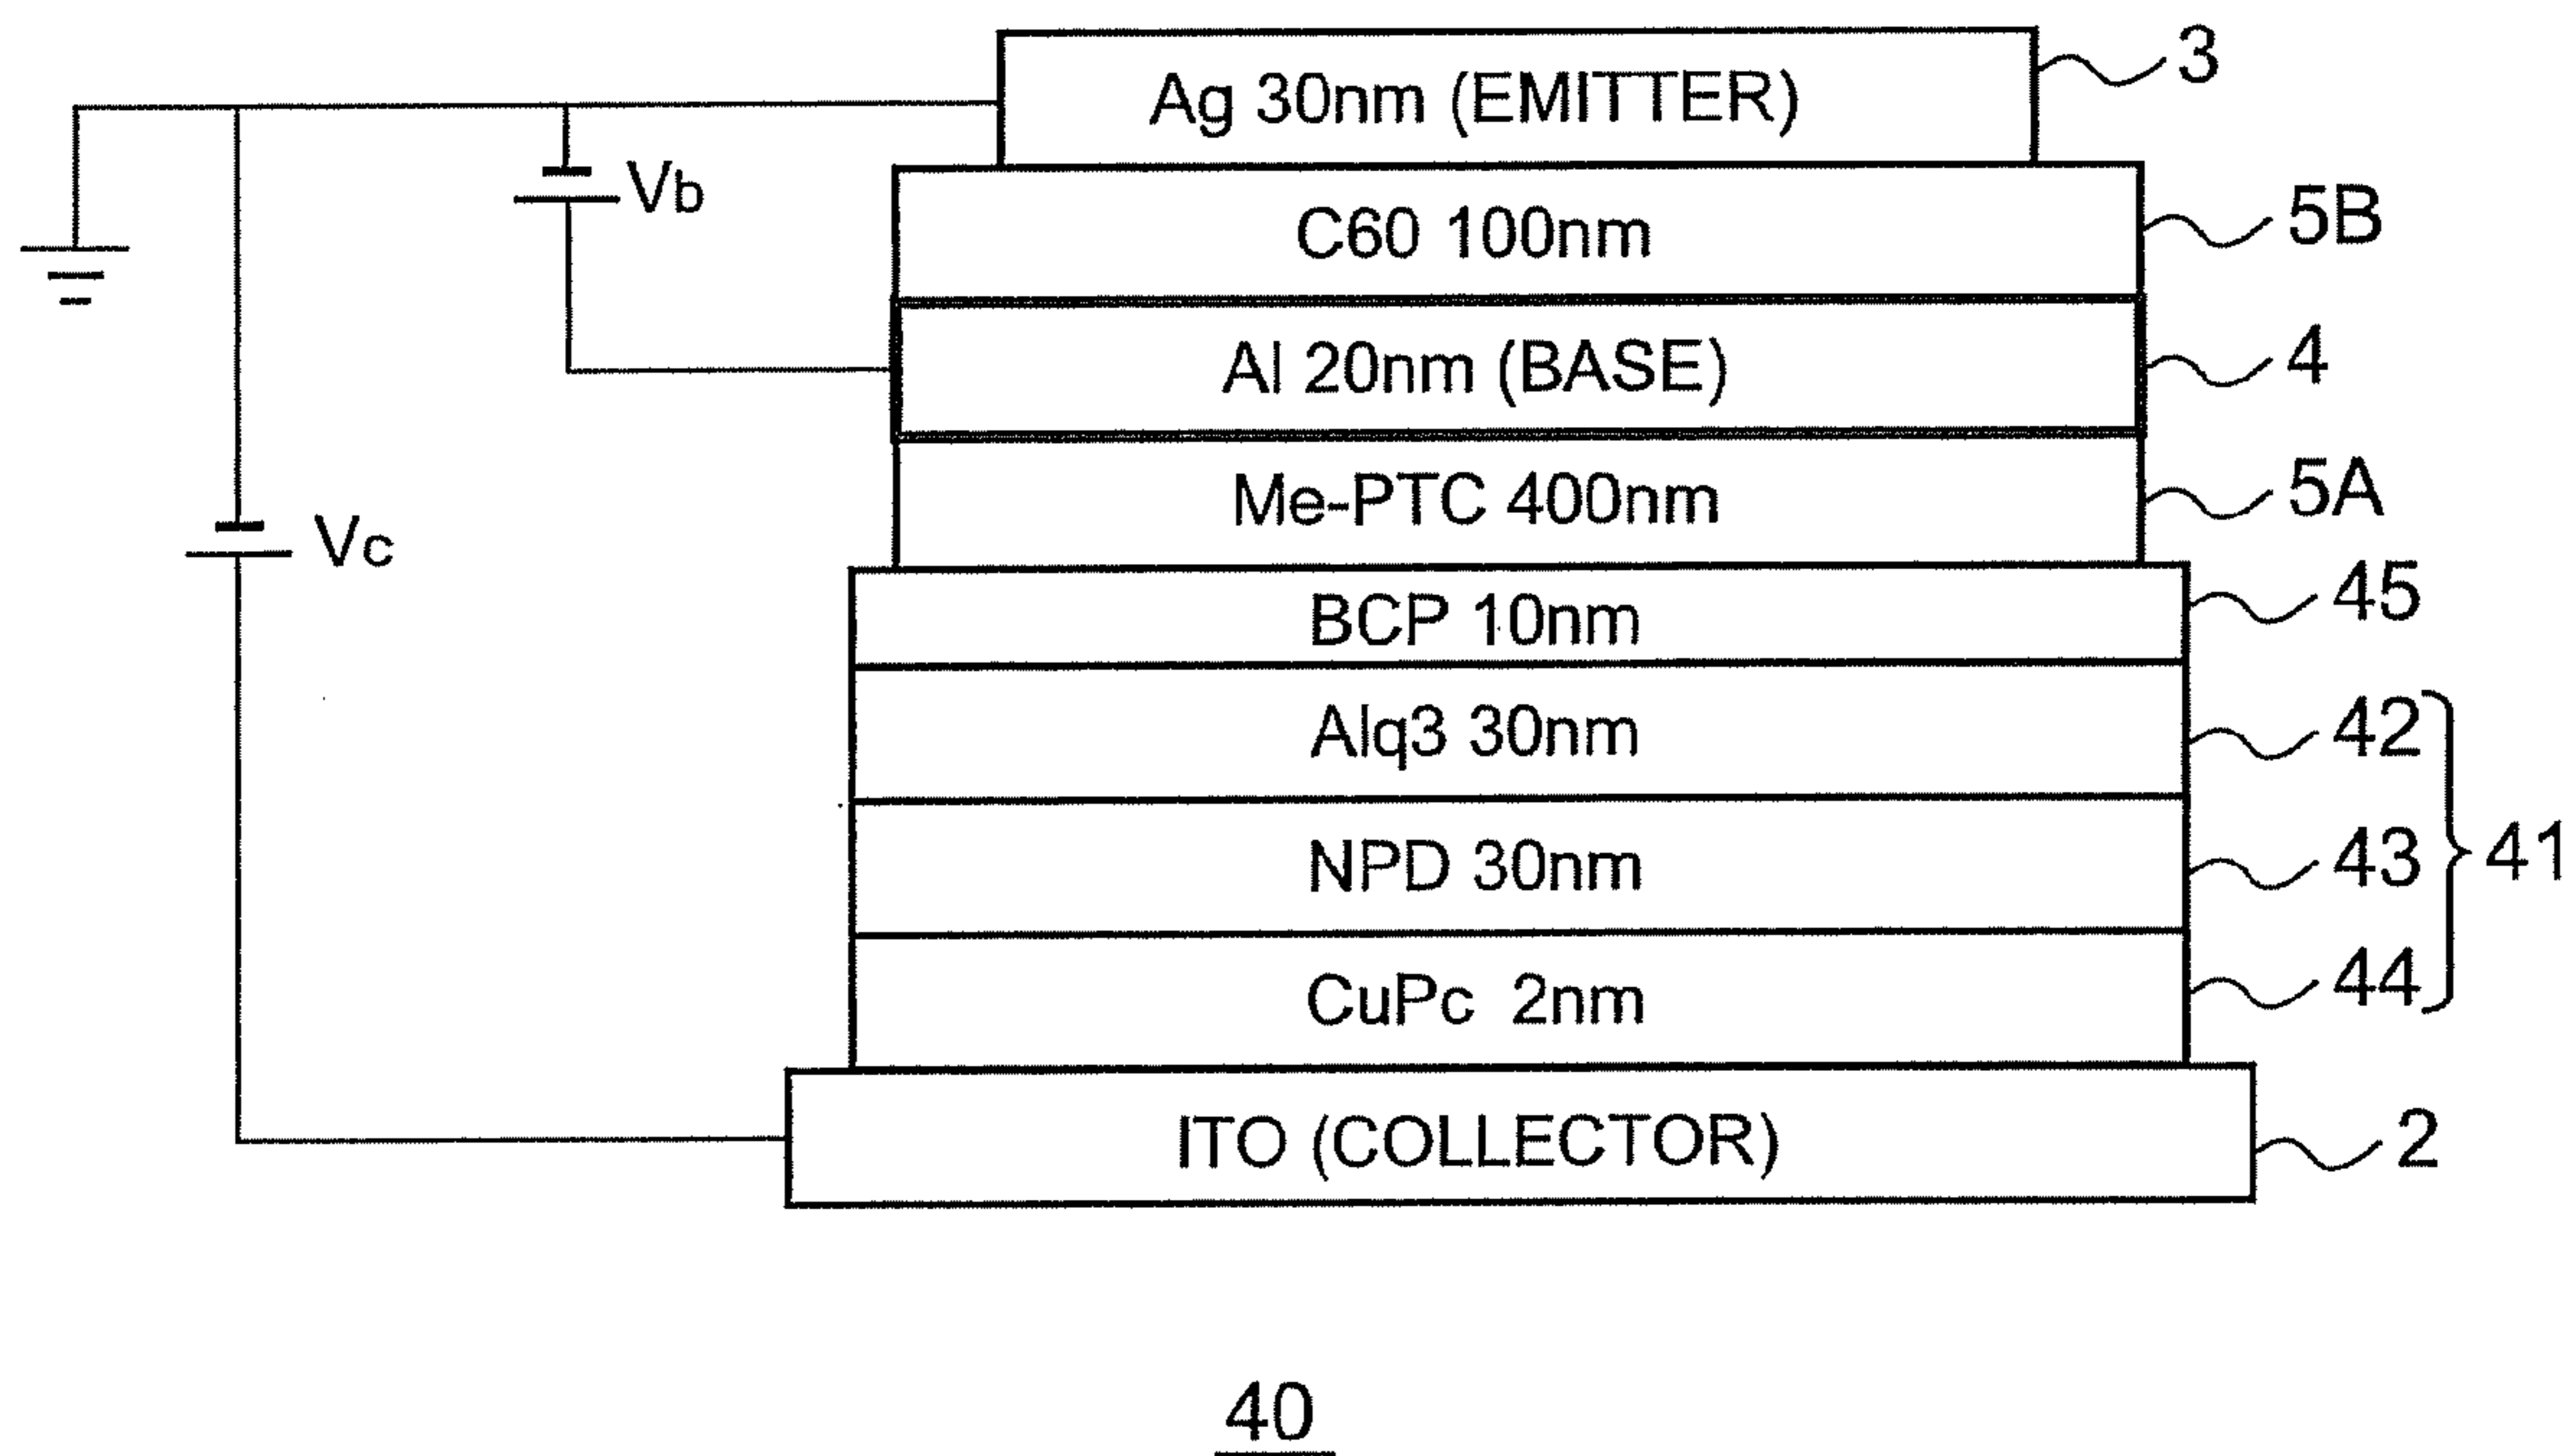 Ag 30nm (EMITTER)
3
Vb
C60 100nm
5B
Al 20nm (BASE)
4
Me-PTC 400nm
5A
Vc
BCP 10nm
45
Alq3 30nm
42
NPD 30nm
43
41
CuPc 2nm
44
ITO (COLLECTOR)
2
40